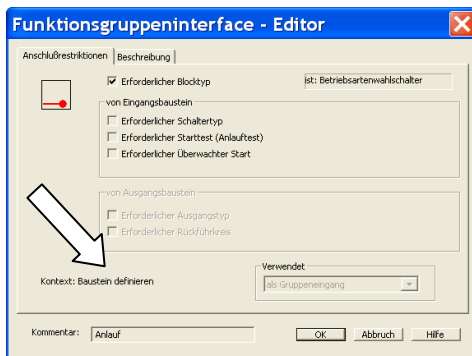 Funktionsgruppeninterface - Editor
Anschlußrestriktionen
Beschreibung
Erforderlicher Blocktyp
ist: Betriebsartenwahlschalter
von Eingangsbaustein
Erforderlicher Schaltertyp
Erforderlicher Starttest (Anlauftest)
Erforderlicher Überwachter Start
von Ausgangsbaustein
Erforderlicher Ausgangstyp
Erforderlicher Rückführkreis
Kontext: Baustein definieren
Verwendet
als Gruppeneingang
Kommentar:
Anlauf
OK
Abbruch
Hilfe